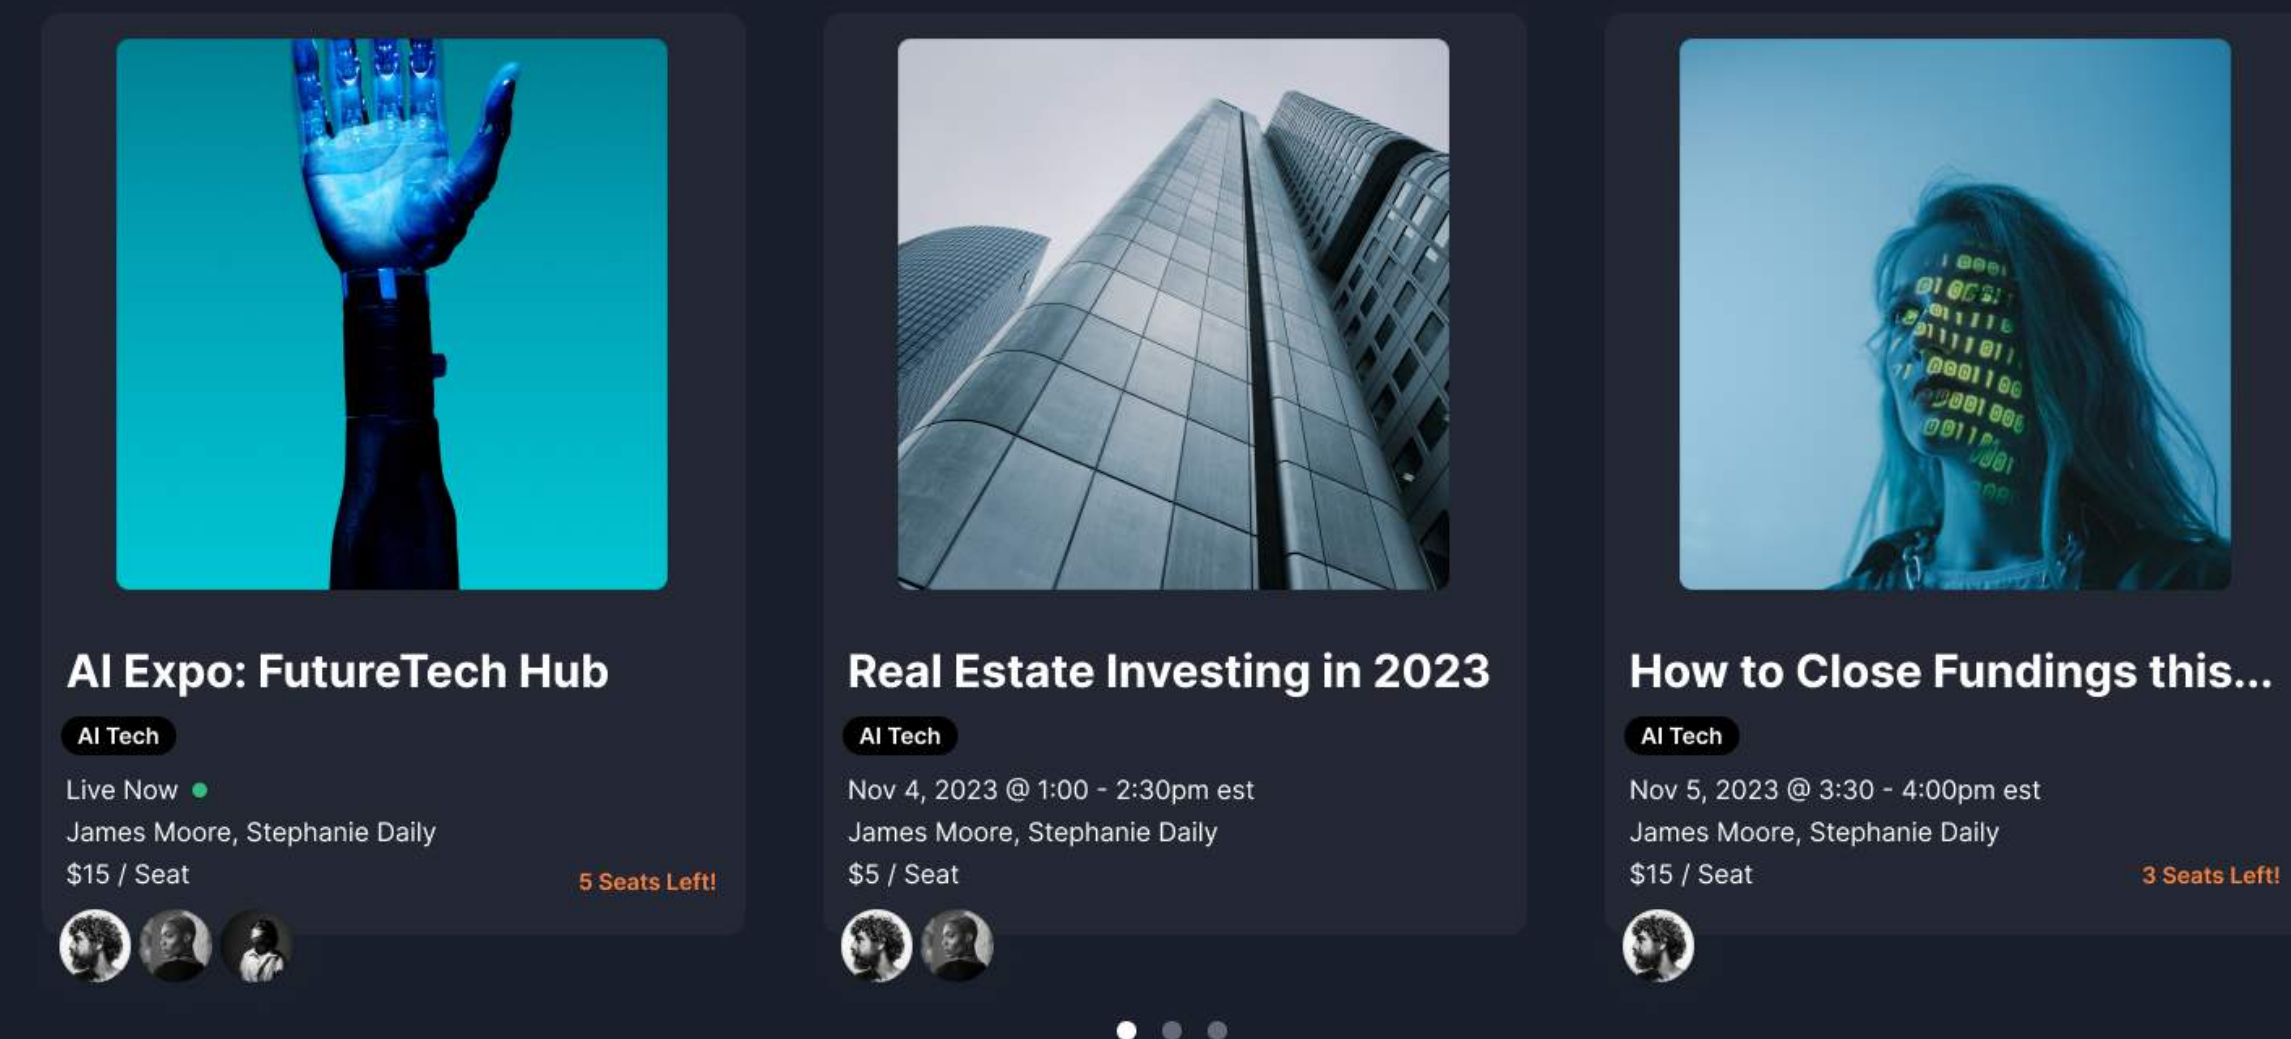 AI Expo: FutureTech Hub
AI Tech
Live Now
James Moore, Stephanie Daily
$15 / Seat
5 Seats Left!
Real Estate Investing in 2023
AI Tech
Nov 4, 2023 @ 1:00 - 2:30pm est
James Moore, Stephanie Daily
$5 / Seat
How to Close Fundings this...
AI Tech
Nov 5, 2023 @ 3:30 - 4:00pm est
James Moore, Stephanie Daily
$15 / Seat
3 Seats Left!